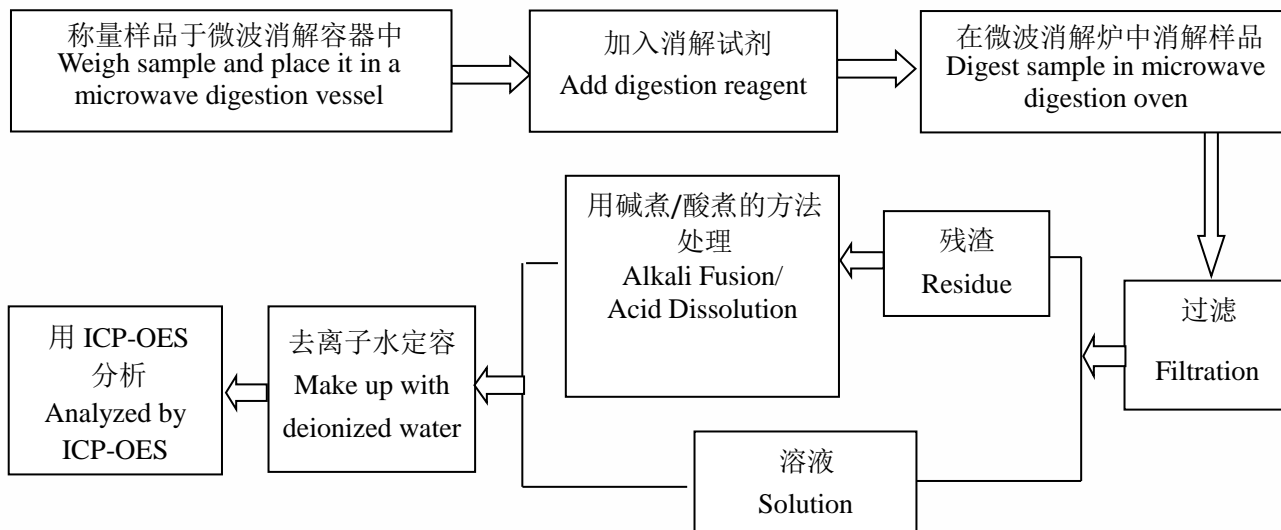 称量样品于微波消解容器中
Weigh sample and place it in a
microwave digestion vessel
加入消解试剂
Add digestion reagent
在微波消解炉中消解样品
Digest sample in microwave
digestion oven
过滤
Filtration
残渣
Residue
用碱煮/酸煮的方法
处理
Alkali Fusion/
Acid Dissolution
溶液
Solution
去离子水定容
Make up with
deionized water
用 ICP-OES
分析
Analyzed by
ICP-OES